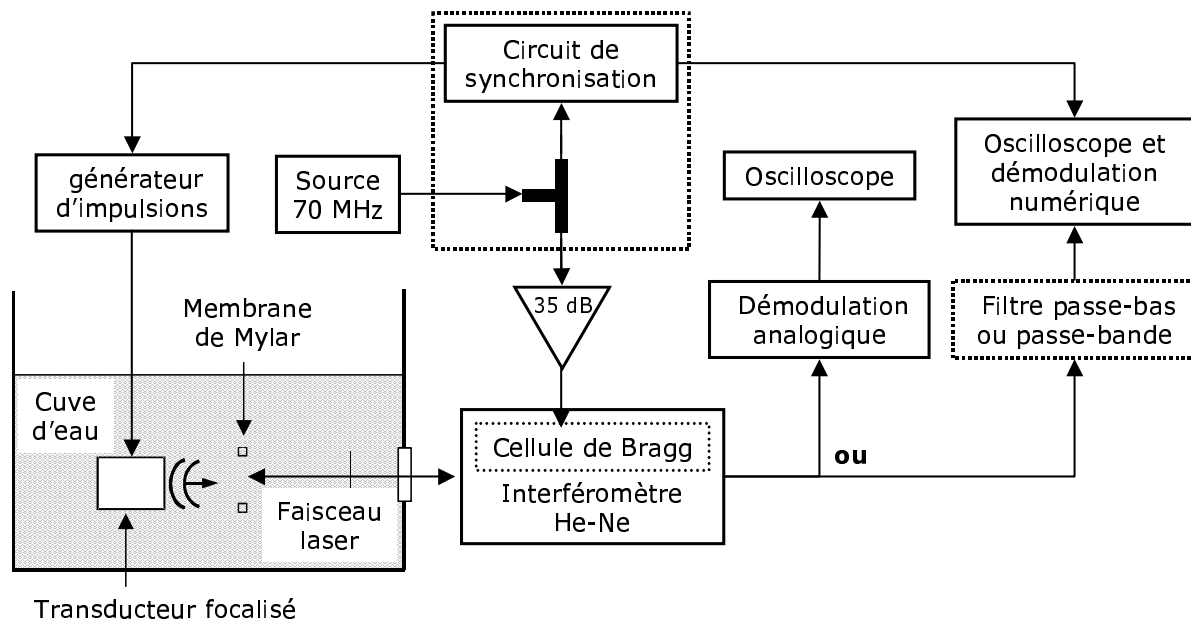 Circuit de
synchronisation
générateur
d'impulsions
Source
70 MHz
Oscilloscope
Oscilloscope et
démodulation
numérique
Membrane
de Mylar
35 dB
Démodulation
analogique
Filtre passe-bas
ou passe-bande
Cuve
d'eau
Cellule de Bragg
Interféromètre
He-Ne
ou
Faisceau
laser
Transducteur focalisé